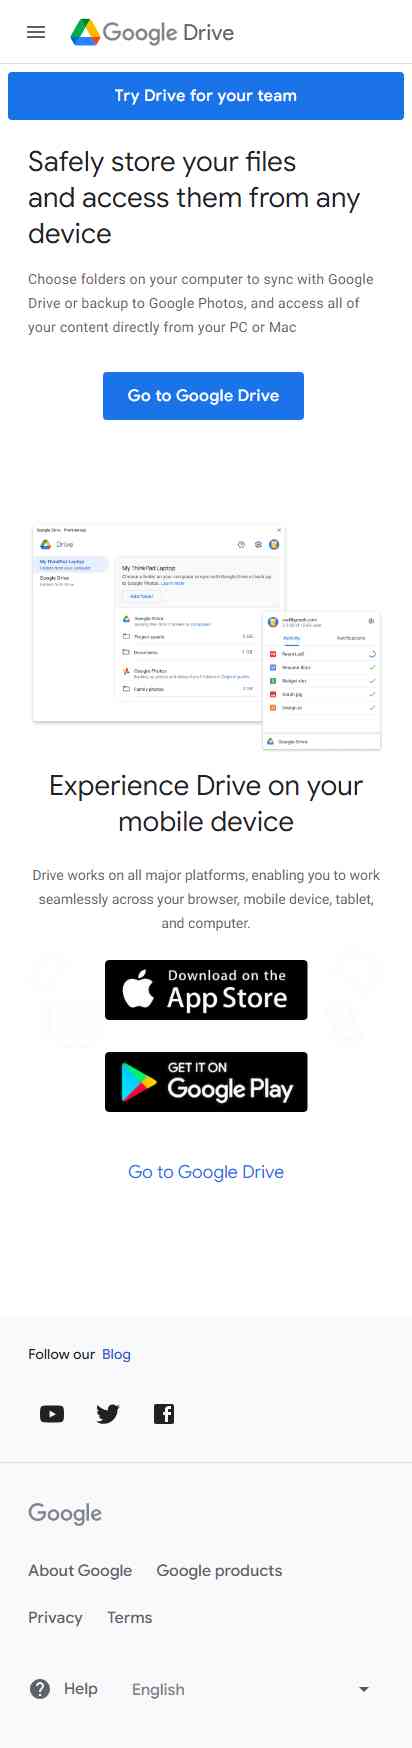 Google Drive
Try Drive for your team
Safely store your files
and access them from any
device
Choose folders on your computer to sync with Google
Drive or backup to Google Photos, and access all of
your content directly from your PC or Mac
Go to Google Drive
Drive
My ThinkPad Laptop
Google Drive
My ThinkPad Laptop
Add folder
Google Drive
Project assets
Documents
Google Photos
Family photos
Activity
Notifications
Google Drive
Experience Drive on your
mobile device
Drive works on all major platforms, enabling you to work
seamlessly across your browser, mobile device, tablet,
and computer.
Download on the
App Store
GET IT ON
Google Play
Go to Google Drive
Follow our Blog
Google
About Google Google products
Privacy Terms
Help English